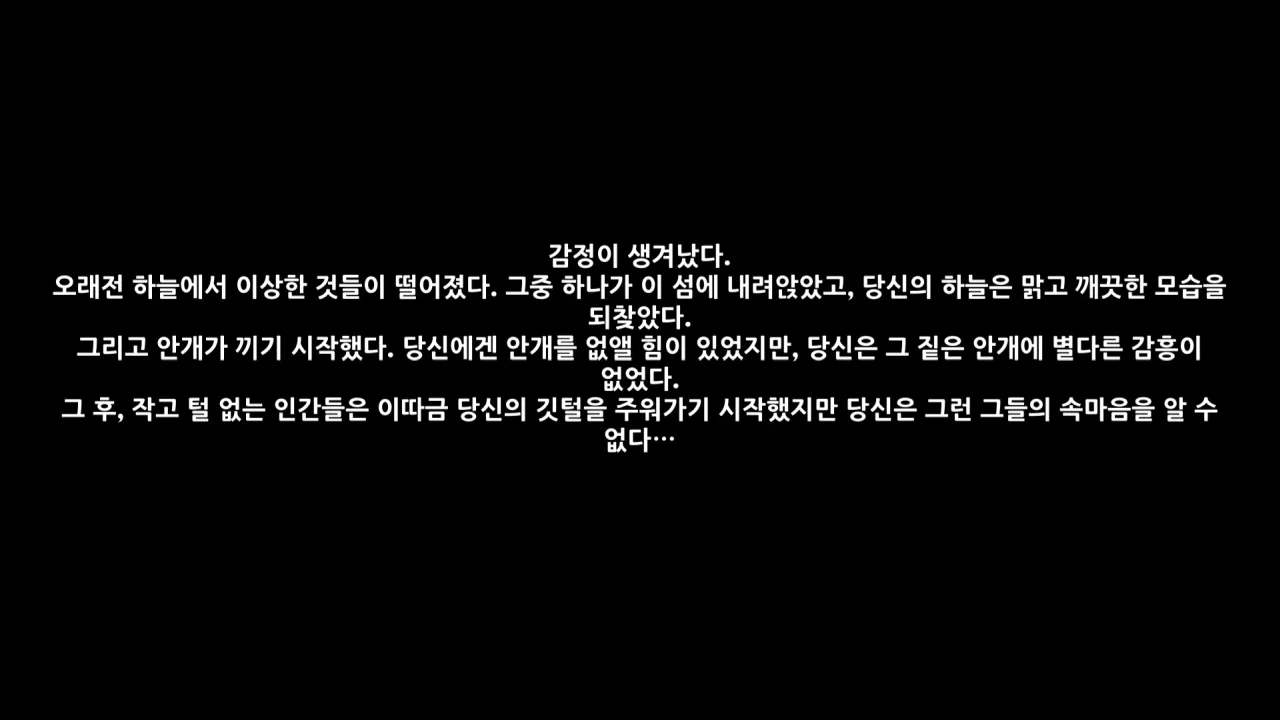 감정이 생겨났다.
오래전 하늘에서 이상한 것들이 떨어졌다. 그중 하나가 이 섬에 내려앉았고, 당신의 하늘은 맑고 깨끗한 모습을
되찾았다.
그리고 안개가 끼기 시작했다. 당신에겐 안개를 없앨 힘이 있었지만, 당신은 그 짙은 안개에 별다른 감흥이
없었다.
그 후, 작고 털 없는 인간들은 이따금 당신의 깃털을 주워가기 시작했지만 당신은 그런 그들의 속마음을 알 수
없다…